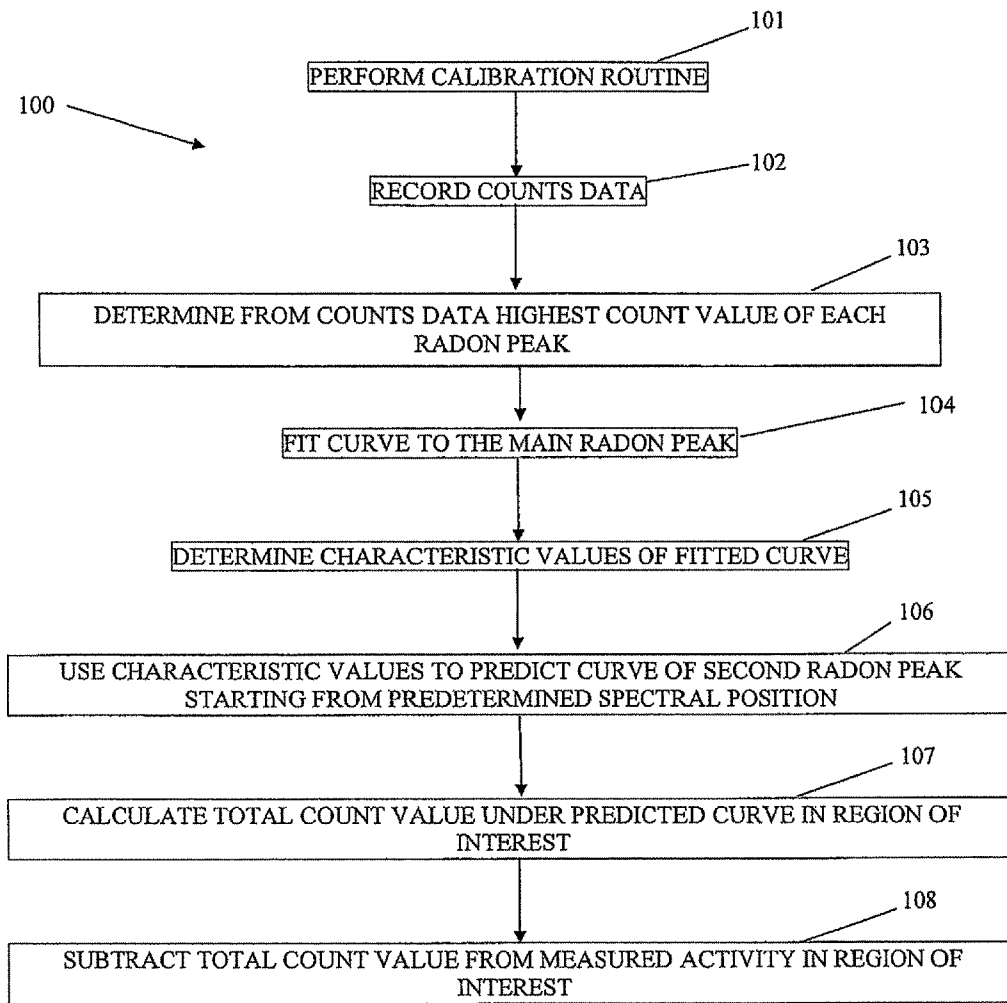 101
PERFORM CALIBRATION ROUTINE
100
102
RECORD COUNTS DATA
103
DETERMINE FROM COUNTS DATA HIGHEST COUNT VALUE OF EACH
RADON PEAK
104
FIT CURVE TO THE MAIN RADON PEAK
105
DETERMINE CHARACTERISTIC VALUES OF FITTED CURVE
106
USE CHARACTERISTIC VALUES TO PREDICT CURVE OF SECOND RADON PEAK
STARTING FROM PREDETERMINED SPECTRAL POSITION
107
CALCULATE TOTAL COUNT VALUE UNDER PREDICTED CURVE IN REGION OF
INTEREST
108
SUBTRACT TOTAL COUNT VALUE FROM MEASURED ACTIVITY IN REGION OF
INTEREST